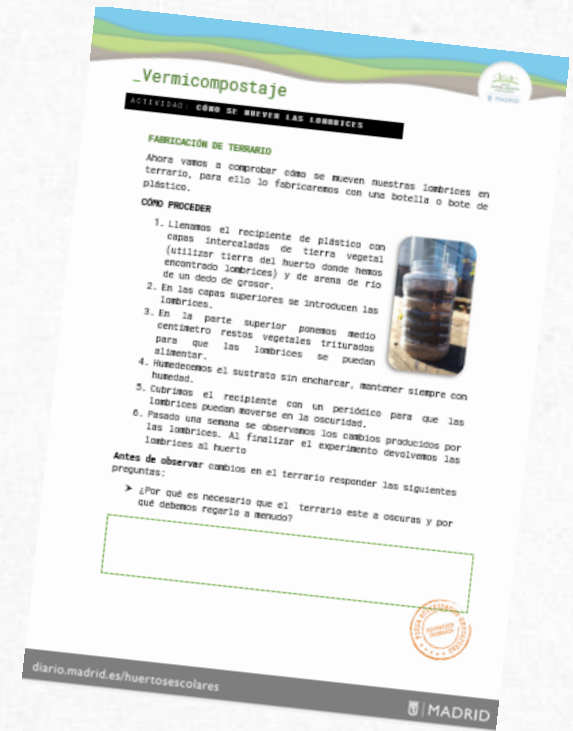 _Vermicompostaje
ACTIVIDAD: CÓMO SE MUEVEN LAS LOMBRICES
MADRID
FABRICACIÓN DE TERRARIO
Ahora vamos a comprobar cómo se mueven nuestras lombrices en
terrario, para ello lo fabricaremos con una botella o bote de
plástico.
CÓMO PROCEDER
1. Llenamos el recipiente de plástico con
capas intercaladas de tierra vegetal
(utilizar tierra del huerto donde hemos
encontrado lombrices) y de arena de río
de un dedo de grosor.
2. En las capas superiores se introducen las
lombrices.
3. En la parte superior ponemos medio
centímetro restos vegetales triturados
para que las lombrices se puedan
alimentar.
4. Humedecemos el sustrato sin encharcar, mantener siempre con
humedad.
5. Cubrimos el recipiente con un periódico para que las
lombrices puedan moverse en la oscuridad.
6. Pasado una semana se observamos los cambios producidos por
las lombrices. Al finalizar el experimento devolvemos las
lombrices al huerto
Antes de observar cambios en el terrario responder las siguientes
preguntas:
➤ ¿Por qué es necesario que el terrario este a oscuras y por
qué debemos regarlo a menudo?
diario.madrid.es/huertosescolares
MADRID